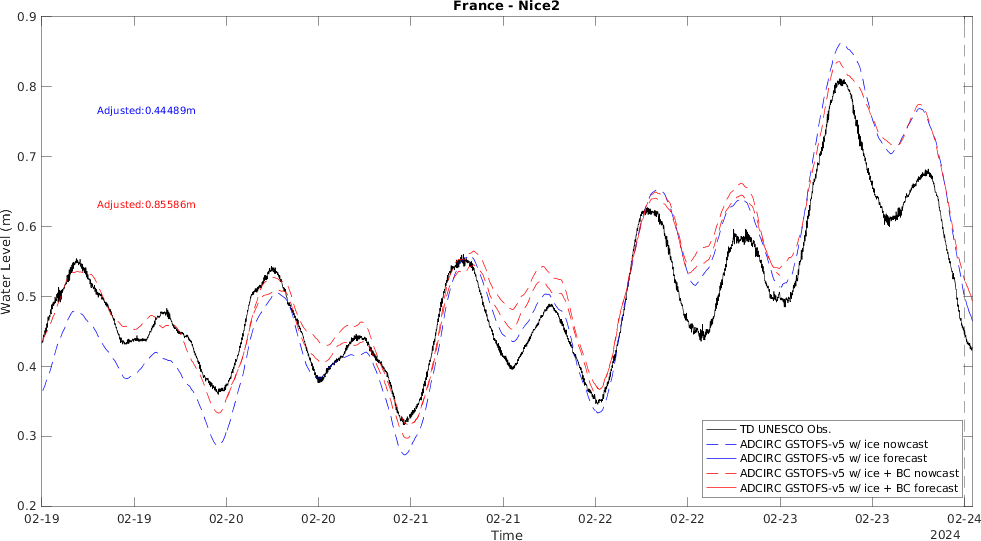 France - Nice2
0.9
0.8
0.7
0.6
0.5
0.4
0.3
0.2
Water Level (m)
Adjusted:0.44489m
Adjusted:0.85586m
TD UNESCO Obs.
ADCIRC GSTOFS-v5 w/ ice nowcast
ADCIRC GSTOFS-v5 w/ ice forecast
ADCIRC GSTOFS-v5 w/ ice + BC nowcast
ADCIRC GSTOFS-v5 w/ ice + BC forecast
02-19 02-19 02-20 02-20 02-21 02-21 02-22 02-22 02-23 02-23 02-24
Time
2024